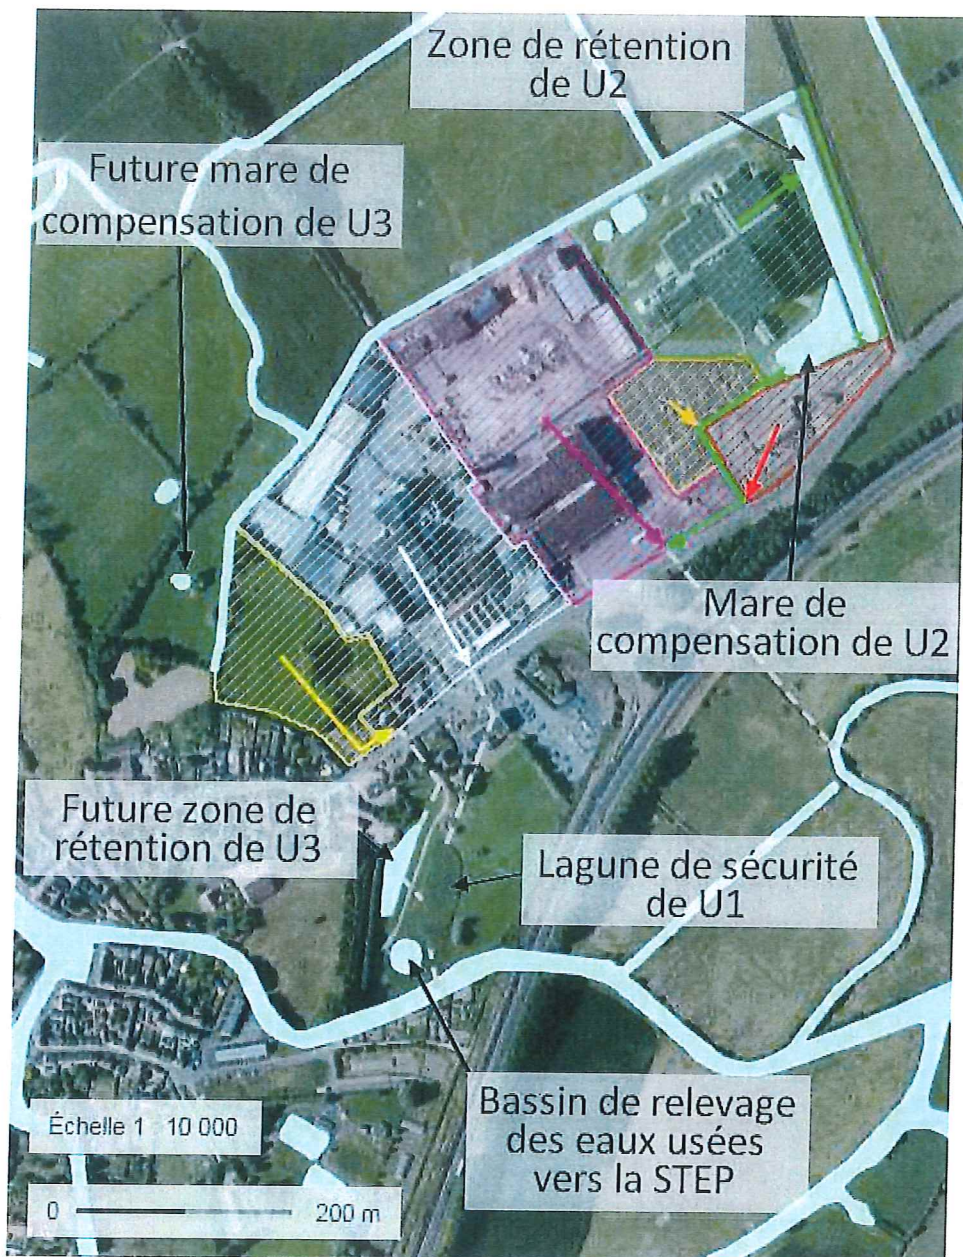 Zone de rétention
de U2
Future mare de
compensation de U3
Mare de
compensation de U2
Future zone de
rétention de U3
Lagune de sécurité
de U1
Bassin de relevage
des eaux usées
vers la STEP
Échelle 1 10 000
0 200 m